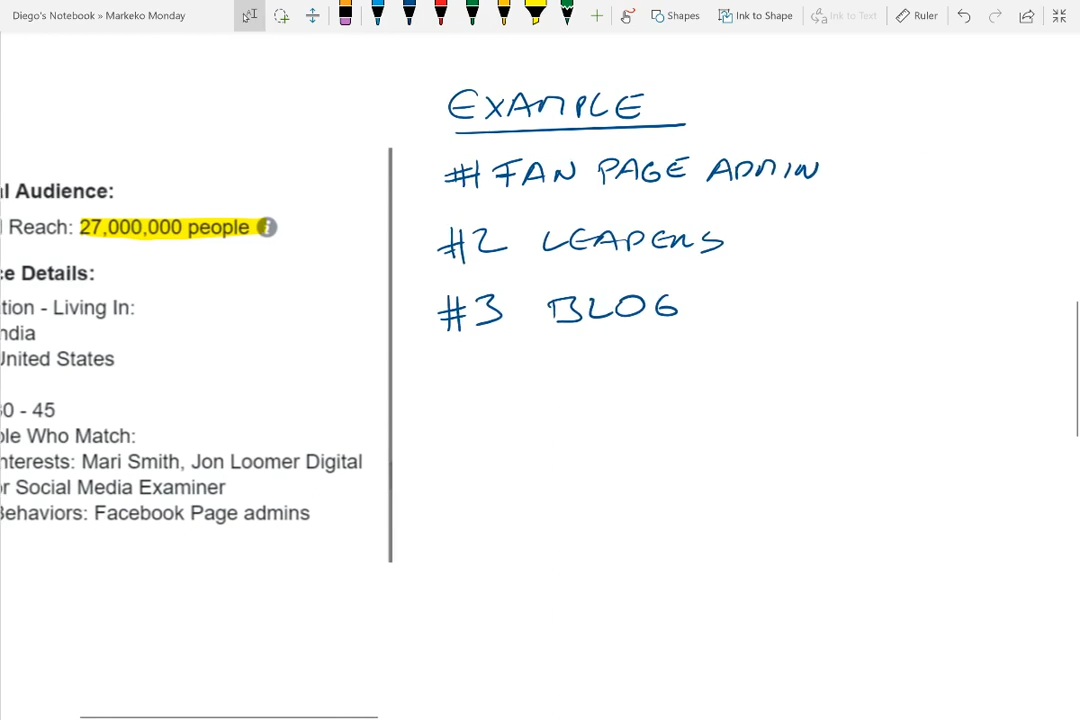 Diego's Notebook » Markeko Monday
Shapes
Ink to Shape
Ink to Text
Ruler
EXAMPLE
#1 FAN PAGE ADMIN
#2 LEADERS
#3 BLOG
l Audience:
l Reach: 27,000,000 people
ce Details:
tion - Living In:
ndia
United States
30 - 45
ple Who Match:
nterests: Mari Smith, Jon Loomer Digital
or Social Media Examiner
Behaviors: Facebook Page admins